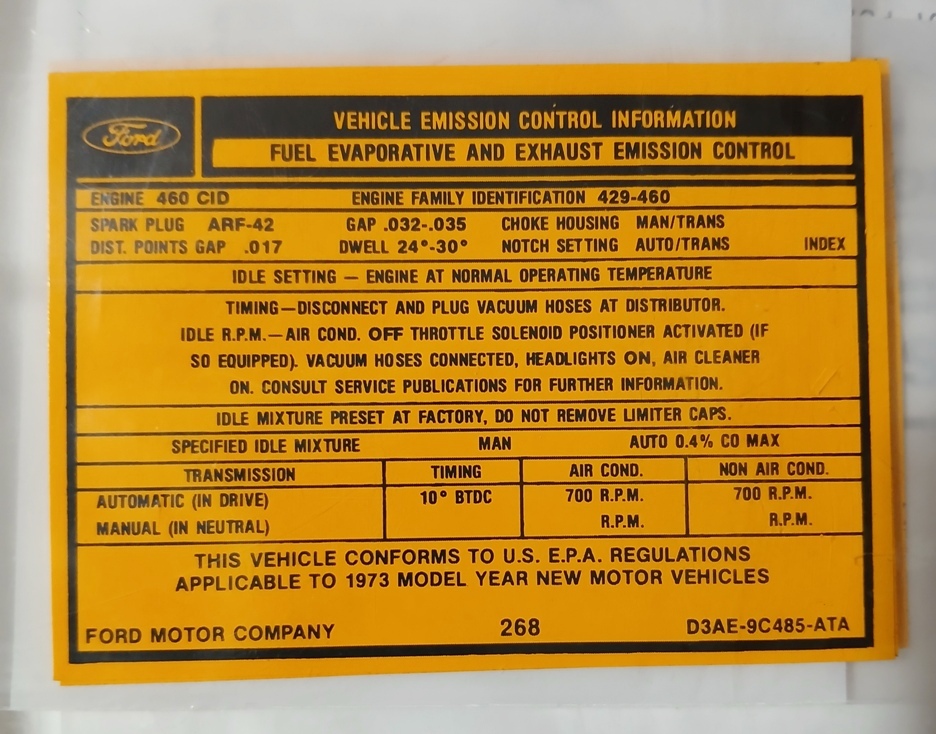 Ford
VEHICLE EMISSION CONTROL INFORMATION
FUEL EVAPORATIVE AND EXHAUST EMISSION CONTROL
ENGINE 460 CID ENGINE FAMILY IDENTIFICATION 429-460
SPARK PLUG ARF-42 GAP .032-.035 CHOKE HOUSING MAN/TRANS
DIST. POINTS GAP .017 DWELL 24°-30° NOTCH SETTING AUTO/TRANS INDEX
IDLE SETTING — ENGINE AT NORMAL OPERATING TEMPERATURE
TIMING—DISCONNECT AND PLUG VACUUM HOSES AT DISTRIBUTOR.
IDLE R.P.M.—AIR COND. OFF THROTTLE SOLENOID POSITIONER ACTIVATED (IF
SO EQUIPPED). VACUUM HOSES CONNECTED, HEADLIGHTS ON, AIR CLEANER
ON. CONSULT SERVICE PUBLICATIONS FOR FURTHER INFORMATION.
IDLE MIXTURE PRESET AT FACTORY, DO NOT REMOVE LIMITER CAPS.
SPECIFIED IDLE MIXTURE MAN AUTO 0.4% CO MAX
TRANSMISSION TIMING AIR COND. NON AIR COND.
AUTOMATIC (IN DRIVE) 10° BTDC 700 R.P.M. 700 R.P.M.
MANUAL (IN NEUTRAL) R.P.M. R.P.M.
THIS VEHICLE CONFORMS TO U.S. E.P.A. REGULATIONS
APPLICABLE TO 1973 MODEL YEAR NEW MOTOR VEHICLES
FORD MOTOR COMPANY 268 D3AE-9C485-ATA